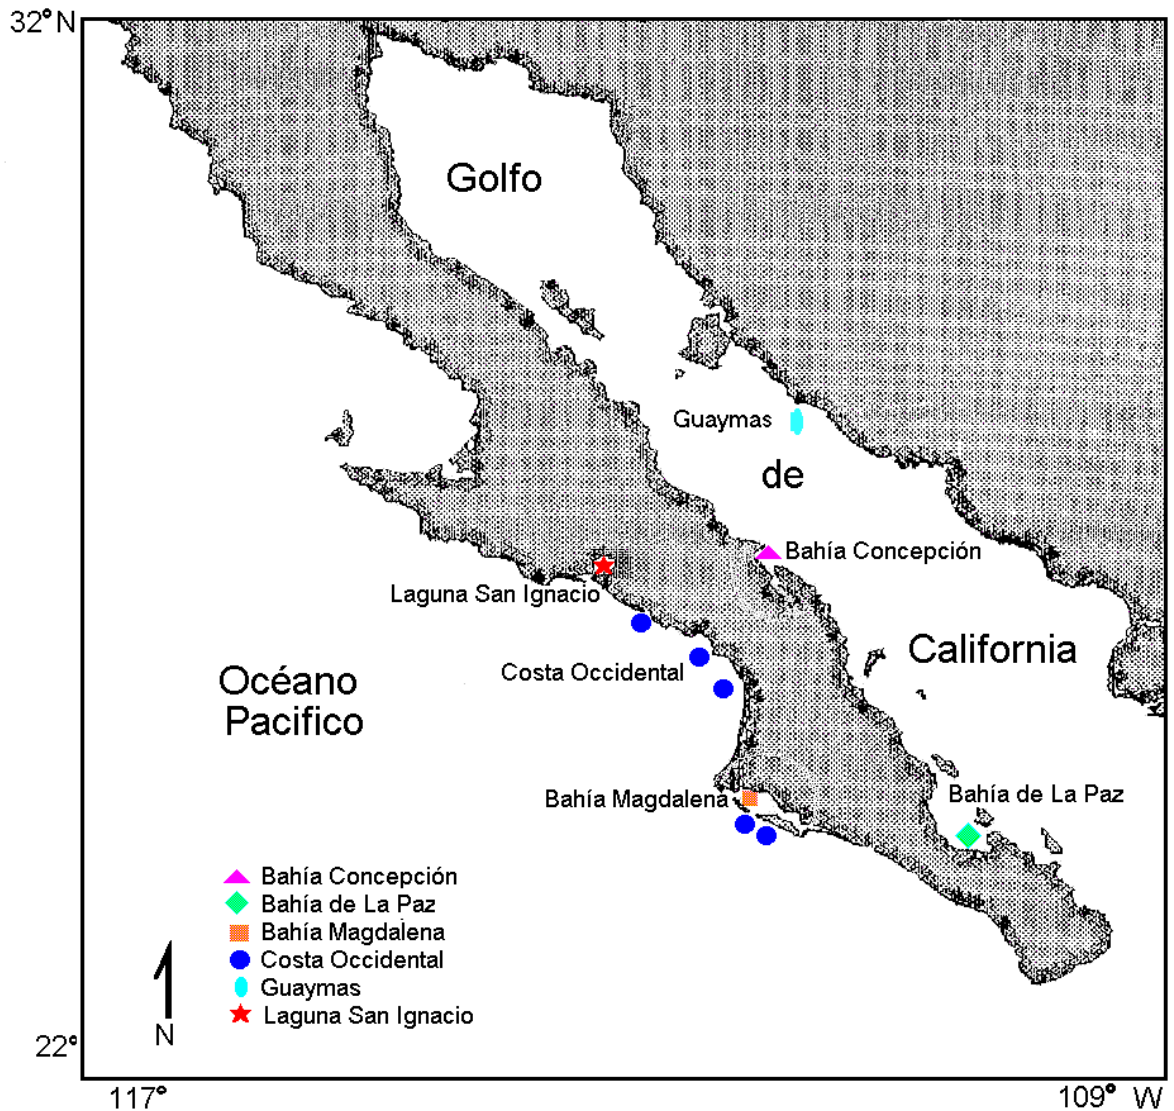 32°N
Golfo
Guaymas
de
Bahía Concepción
Laguna San Ignacio
California
Costa Occidental
Océano
Pacifico
Bahía Magdalena
Bahía de La Paz
Bahía Concepción
Bahía de La Paz
Bahía Magdalena
Costa Occidental
Guaymas
Laguna San Ignacio
N
22°
117°
109° W